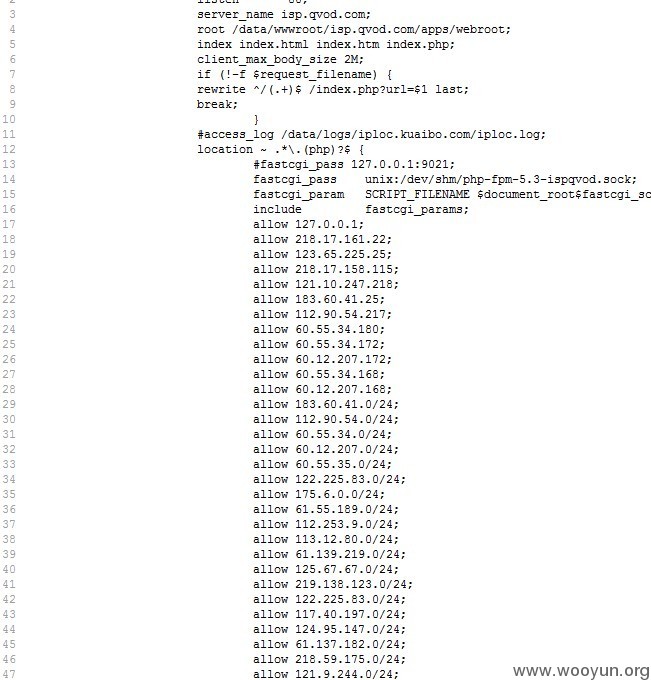 3 server_name isp.qvod.com;
4 root /data/wwwroot/isp.qvod.com/apps/webroot;
5 index index.html index.htm index.php;
6 client_max_body_size 2M;
7 if (!-f $request_filename) {
8 rewrite ^/(.+)$ /index.php?url=$1 last;
9 break;
10 }
11 #access_log /data/logs/iploc.kuaibo.com/iploc.log;
12 location ~ .*\.(php)?$ {
13 #fastcgi_pass 127.0.0.1:9021;
14 fastcgi_pass unix:/dev/shm/php-fpm-5.3-ispqvod.sock;
15 fastcgi_param SCRIPT_FILENAME $document_root$fastcgi_sc
16 include fastcgi_params;
17 allow 127.0.0.1;
18 allow 218.17.161.22;
19 allow 123.65.225.25;
20 allow 218.17.158.115;
21 allow 121.10.247.218;
22 allow 183.60.41.25;
23 allow 112.90.54.217;
24 allow 60.55.34.180;
25 allow 60.55.34.172;
26 allow 60.12.207.172;
27 allow 60.55.34.168;
28 allow 60.12.207.168;
29 allow 183.60.41.0/24;
30 allow 112.90.54.0/24;
31 allow 60.55.34.0/24;
32 allow 60.12.207.0/24;
33 allow 60.55.35.0/24;
34 allow 122.225.83.0/24;
35 allow 175.6.0.0/24;
36 allow 61.55.189.0/24;
37 allow 112.253.9.0/24;
38 allow 113.12.80.0/24;
39 allow 61.139.219.0/24;
40 allow 125.67.67.0/24;
41 allow 219.138.123.0/24;
42 allow 122.225.83.0/24;
43 allow 117.40.197.0/24;
44 allow 124.95.147.0/24;
45 allow 61.137.182.0/24;
46 allow 218.59.175.0/24;
47 allow 121.9.244.0/24;
www.wooyun.org